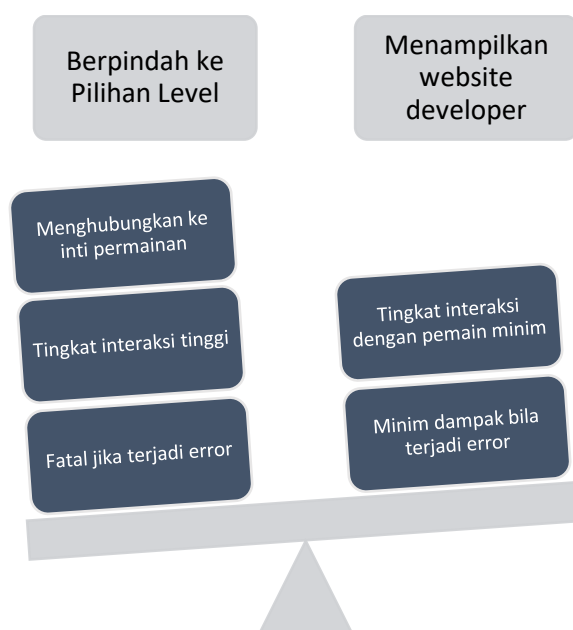 Berpindah ke
Pilihan Level
Menampilkan
website
developer
Menghubungkan ke
inti permainan
Tingkat interaksi tinggi
Fatal jika terjadi error
Tingkat interaksi
dengan pemain minim
Minim dampak bila
terjadi error